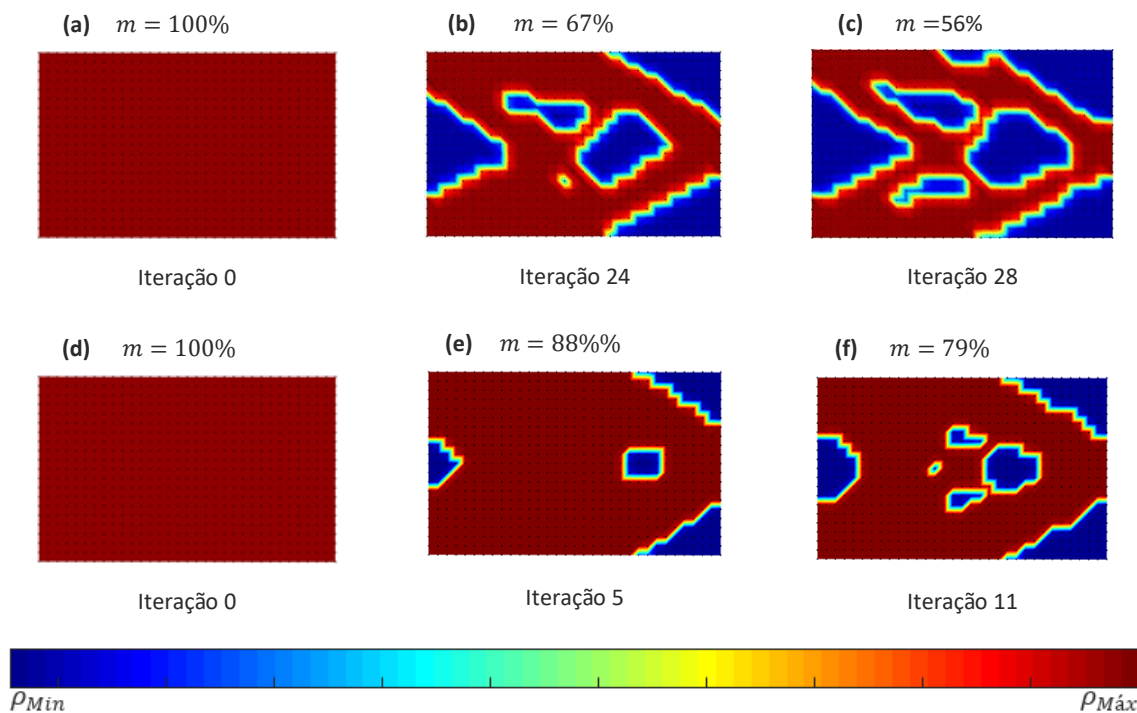 (a) m = 100%
(b) m = 67%
(c) m =56%
Iteração 0
Iteração 24
Iteração 28
(d) m = 100%
(e) m = 88%%
(f) m = 79%
Iteração 0
Iteração 5
Iteração 11
ρMin
ρMáx